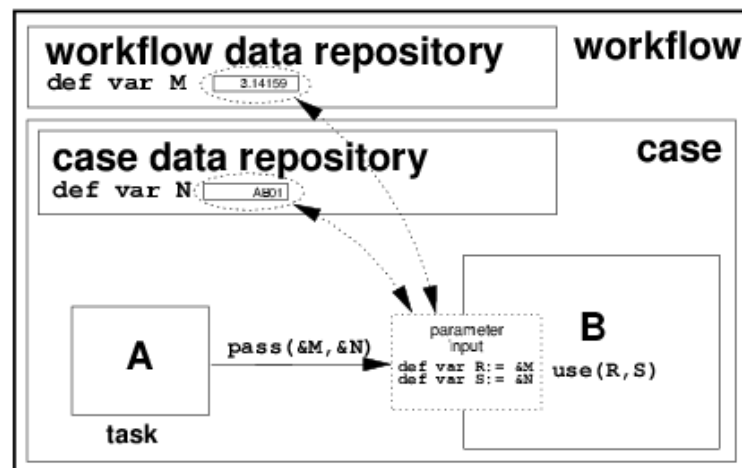 workflow data repository
workflow
def var M
3.14159
case data repository
case
def var N
AB01
A
pass(&M,&N)
task
parameter
input
def var R:= &M
def var S:= &N
B
use(R,S)